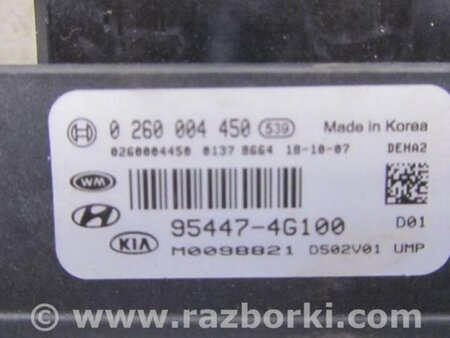 0 260 004 450 539 Made in Korea
0260004450 0137 8664 18-10-07 DEHA2
WM
95447-4G100 D01
KIA M0098821 D502V01 UMP
© www.razborki.com